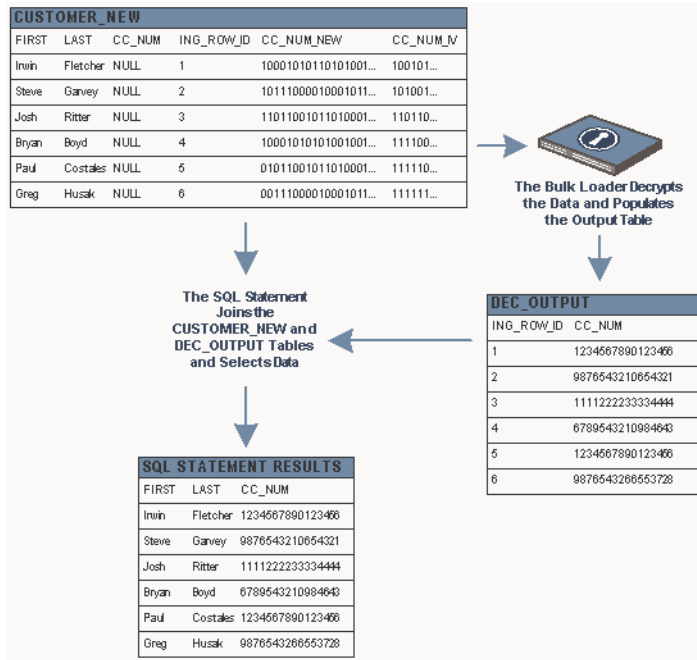 CUSTOMER_NEW
FIRST LAST CC_NUM ING_ROW_ID CC_NUM_NEW CC_NUM_IV
Irwin Fletcher NULL 1 10001010110101001... 100101...
Steve Garvey NULL 2 10111000010001011... 101001...
Josh Ritter NULL 3 11011001011010001... 110110...
Bryan Boyd NULL 4 10001010101001001... 111100...
Paul Costales NULL 5 01011001011010001... 111110...
Greg Husak NULL 6 00111000010001011... 111111...
The Bulk Loader Decrypts
the Data and Populates
the Output Table
The SQL Statement
Joins the
CUSTOMER_NEW and
DEC_OUTPUT Tables
and Selects Data
DEC_OUTPUT
ING_ROW_ID CC_NUM
1 1234567890123456
2 9876543210654321
3 1111222233334444
4 6789543210984643
5 1234567890123456
6 9876543266553728
SQL STATEMENT RESULTS
FIRST LAST CC_NUM
Irwin Fletcher 1234567890123456
Steve Garvey 9876543210654321
Josh Ritter 1111222233334444
Bryan Boyd 6789543210984643
Paul Costales 1234567890123456
Greg Husak 9876543266553728